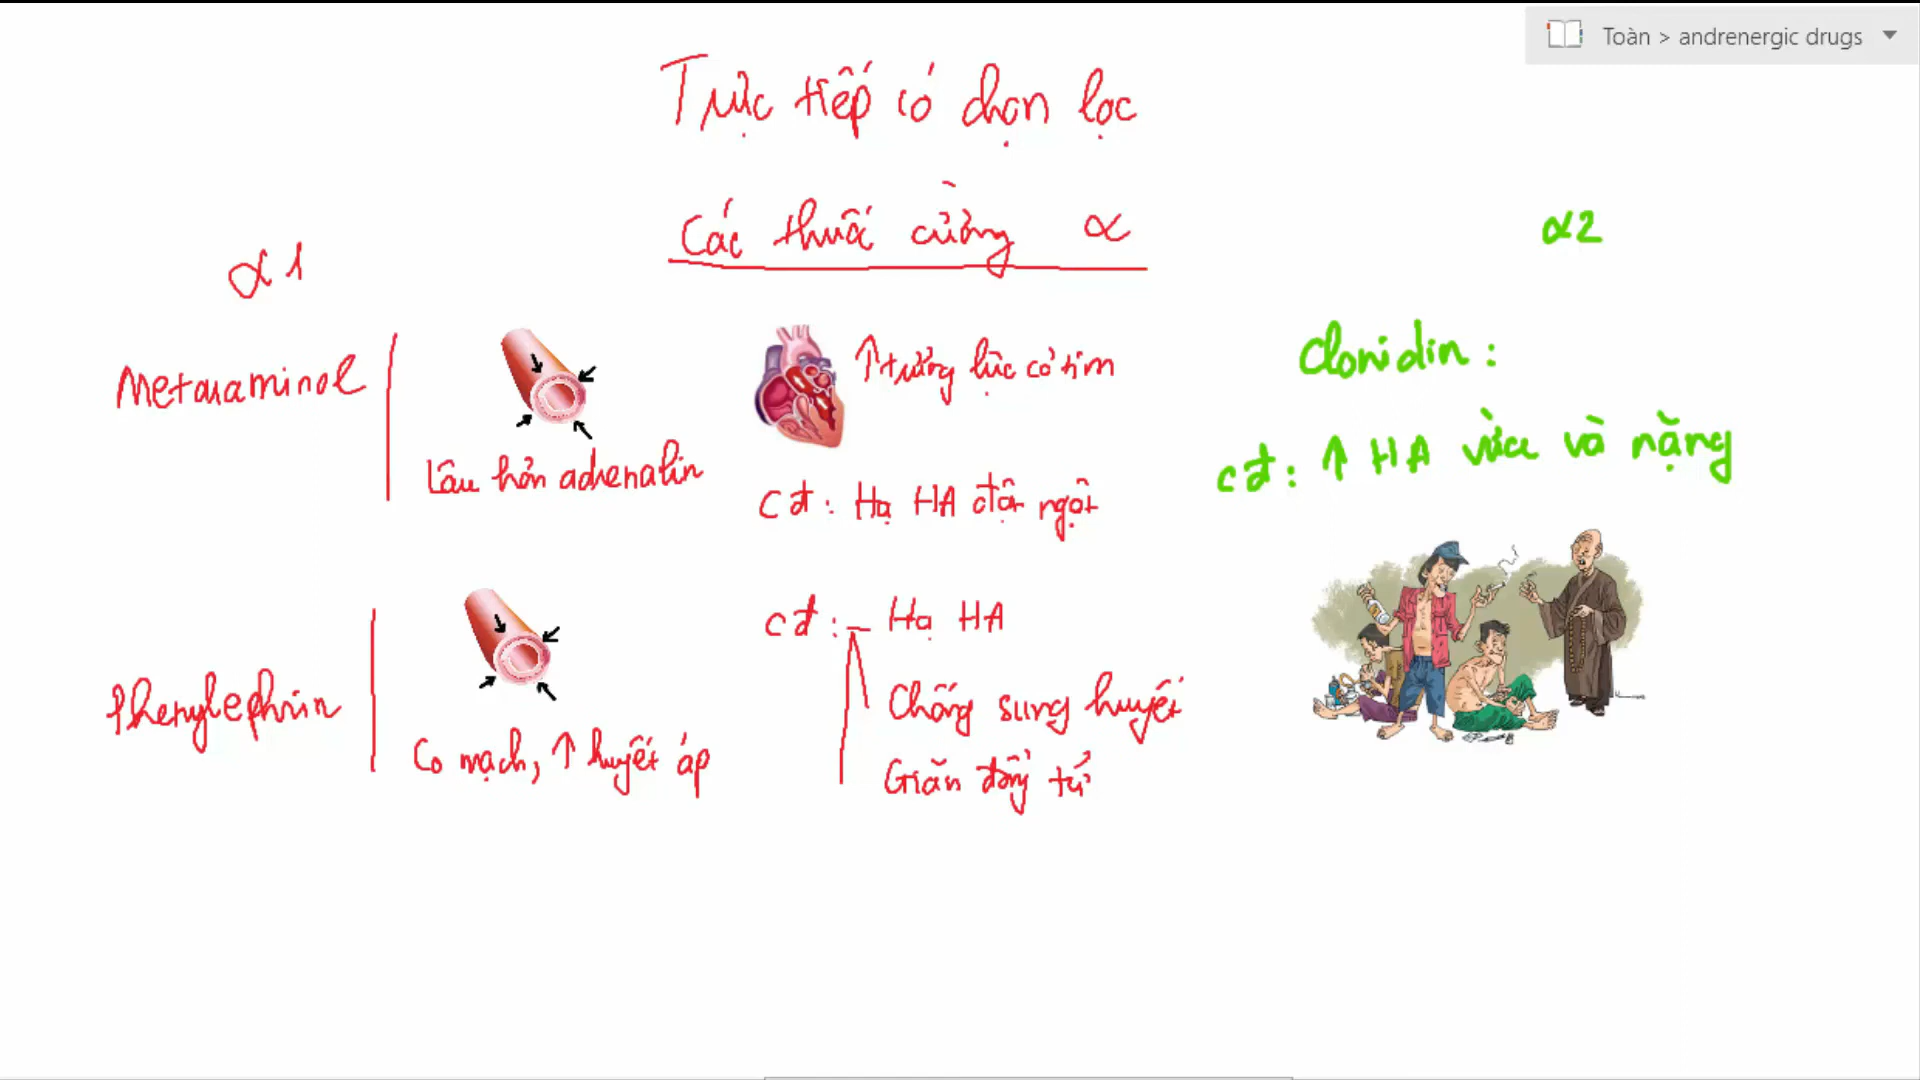 Toàn > andrenergic drugs
Trực tiếp có chọn lọc
Các thuốc cường α
α1
α2
Metaraminol
Lâu hơn adrenalin
↑ trương lực cơ tim
Cđ: Hạ HA đột ngột
Phenylephrin
Co mạch, ↑ huyết áp
Cđ: – Hạ HA
Chống sung huyết
Giãn đồng tử
Clonidin:
Cđ: ↑ HA vừa và nặng